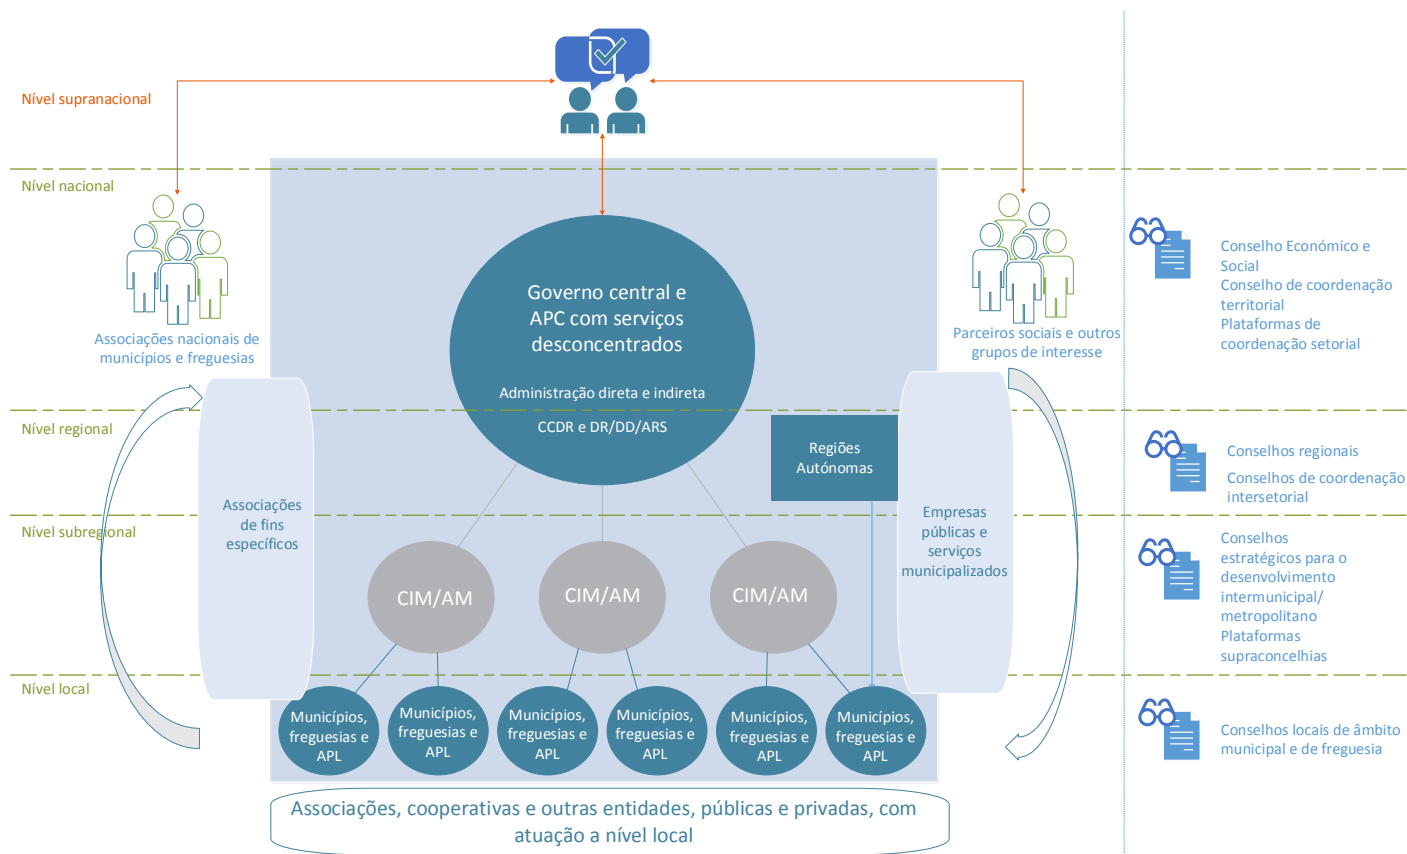 Nível supranacional
Nível nacional
Associações nacionais de
municípios e freguesias
Governo central e
APC com serviços
desconcentrados
Administração direta e indireta
CCDR e DR/DD/ARS
Parceiros sociais e outros
grupos de interesse
Conselho Económico e
Social
Conselho de coordenação
territorial
Plataformas de
coordenação setorial
Nível regional
Regiões
Autónomas
Conselhos regionais
Conselhos de coordenação
intersetorial
Associações
de fins
específicos
Empresas
públicas e
serviços
municipalizados
Nível subregional
CIM/AM
CIM/AM
CIM/AM
Conselhos
estratégicos para o
desenvolvimento
intermunicipal/
metropolitano
Plataformas
supraconcelhias
Nível local
Municípios,
freguesias e
APL
Municípios,
freguesias e
APL
Municípios,
freguesias e
APL
Municípios,
freguesias e
APL
Municípios,
freguesias e
APL
Municípios,
freguesias e
APL
Conselhos locais de âmbito
municipal e de freguesia
Associações, cooperativas e outras entidades, públicas e privadas, com
atuação a nível local